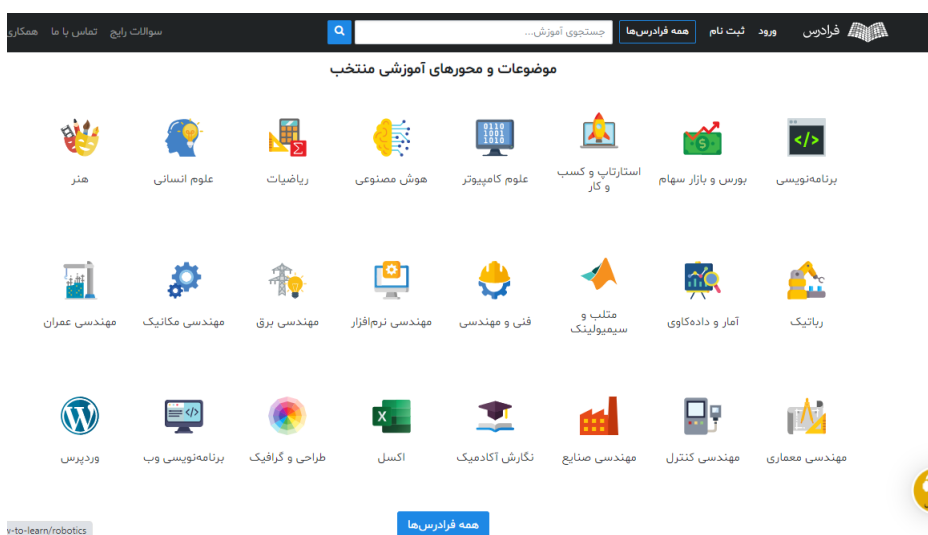 فرادرس ورود ثبت نام همه فرادرس‌ها جستجوی آموزش... سوالات رایج تماس با ما همکاری
موضوعات و محورهای آموزشی منتخب
0110
1001
1010
برنامه‌نویسی بورس و بازار سهام استارتاپ و کسب و کار علوم کامپیوتر هوش مصنوعی ریاضیات علوم انسانی هنر
رباتیک آمار و داده‌کاوی متلب و سیمیولینک فنی و مهندسی مهندسی نرم‌افزار مهندسی برق مهندسی مکانیک مهندسی عمران
مهندسی معماری مهندسی کنترل مهندسی صنایع نگارش آکادمیک اکسل طراحی و گرافیک برنامه‌نویسی وب وردپرس
همه فرادرس‌ها
w-to-learn/robotics